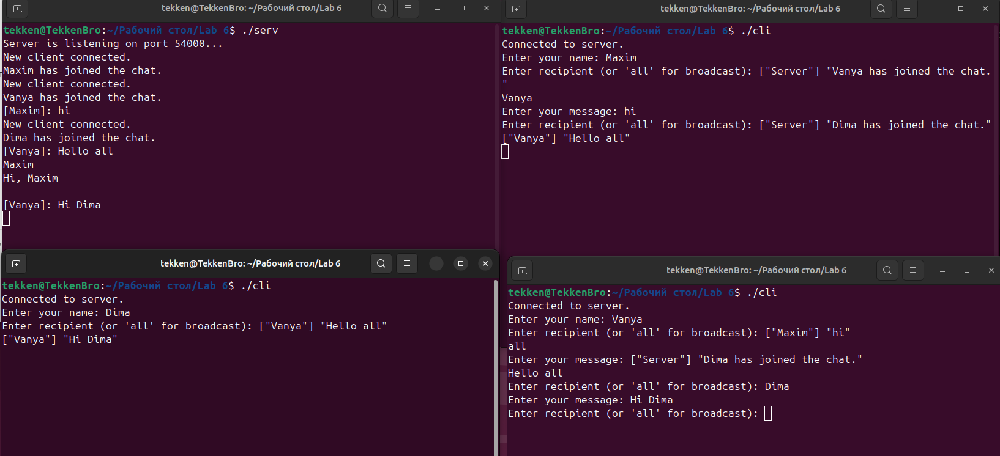 tekken@TekkenBro: ~/Рабочий стол/Lab 6
tekken@TekkenBro:~/Рабочий стол/Lab 6$ ./serv
Server is listening on port 54000...
New client connected.
Maxim has joined the chat.
New client connected.
Vanya has joined the chat.
[Maxim]: hi
New client connected.
Dima has joined the chat.
[Vanya]: Hello all
Maxim
Hi, Maxim
[Vanya]: Hi Dima
tekken@TekkenBro: ~/Рабочий стол/Lab 6
tekken@TekkenBro:~/Рабочий стол/Lab 6$ ./cli
Connected to server.
Enter your name: Maxim
Enter recipient (or 'all' for broadcast): ["Server"] "Vanya has joined the chat.
"
Vanya
Enter your message: hi
Enter recipient (or 'all' for broadcast): ["Server"] "Dima has joined the chat."
["Vanya"] "Hello all"
tekken@TekkenBro: ~/Рабочий стол/Lab 6
tekken@TekkenBro:~/Рабочий стол/Lab 6$ ./cli
Connected to server.
Enter your name: Dima
Enter recipient (or 'all' for broadcast): ["Vanya"] "Hello all"
["Vanya"] "Hi Dima"
tekken@TekkenBro: ~/Рабочий стол/Lab 6
tekken@TekkenBro:~/Рабочий стол/Lab 6$ ./cli
Connected to server.
Enter your name: Vanya
Enter recipient (or 'all' for broadcast): ["Maxim"] "hi"
all
Enter your message: ["Server"] "Dima has joined the chat."
Hello all
Enter recipient (or 'all' for broadcast): Dima
Enter your message: Hi Dima
Enter recipient (or 'all' for broadcast):